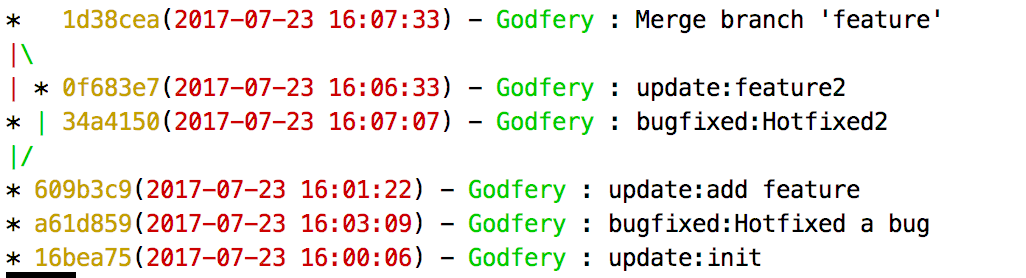 *   1d38cea(2017-07-23 16:07:33) - Godfery : Merge branch 'feature'
|\
| * 0f683e7(2017-07-23 16:06:33) - Godfery : update:feature2
* | 34a4150(2017-07-23 16:07:07) - Godfery : bugfixed:Hotfixed2
|/
* 609b3c9(2017-07-23 16:01:22) - Godfery : update:add feature
* a61d859(2017-07-23 16:03:09) - Godfery : bugfixed:Hotfixed a bug
* 16bea75(2017-07-23 16:00:06) - Godfery : update:init